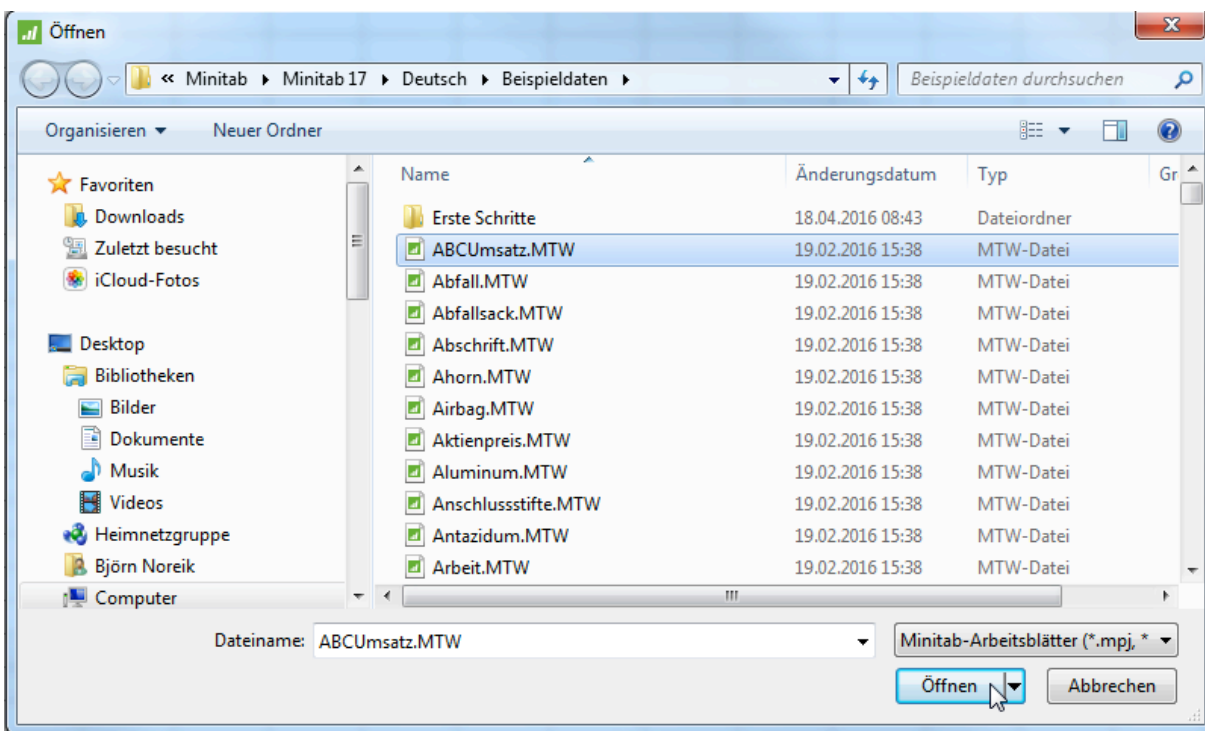 Öffnen
« Minitab ▸ Minitab 17 ▸ Deutsch ▸ Beispieldaten ▸
Beispieldaten durchsuchen
Organisieren
Neuer Ordner
Favoriten
Downloads
Zuletzt besucht
iCloud-Fotos
Desktop
Bibliotheken
Bilder
Dokumente
Musik
Videos
Heimnetzgruppe
Björn Noreik
Computer
Name Änderungsdatum Typ Gr
Erste Schritte 18.04.2016 08:43 Dateiordner
ABCUmsatz.MTW 19.02.2016 15:38 MTW-Datei
Abfall.MTW 19.02.2016 15:38 MTW-Datei
Abfallsack.MTW 19.02.2016 15:38 MTW-Datei
Abschrift.MTW 19.02.2016 15:38 MTW-Datei
Ahorn.MTW 19.02.2016 15:38 MTW-Datei
Airbag.MTW 19.02.2016 15:38 MTW-Datei
Aktienpreis.MTW 19.02.2016 15:38 MTW-Datei
Aluminum.MTW 19.02.2016 15:38 MTW-Datei
Anschlussstifte.MTW 19.02.2016 15:38 MTW-Datei
Antazidum.MTW 19.02.2016 15:38 MTW-Datei
Arbeit.MTW 19.02.2016 15:38 MTW-Datei
Dateiname: ABCUmsatz.MTW
Minitab-Arbeitsblätter (*.mpj, *
Öffnen
Abbrechen